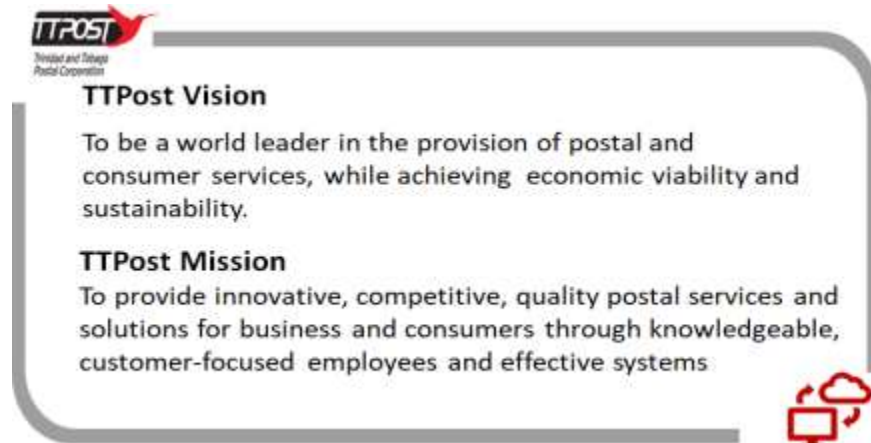 TTPOST
Trinidad and Tobago
Postal Corporation
TTPost Vision
To be a world leader in the provision of postal and
consumer services, while achieving economic viability and
sustainability.
TTPost Mission
To provide innovative, competitive, quality postal services and
solutions for business and consumers through knowledgeable,
customer-focused employees and effective systems